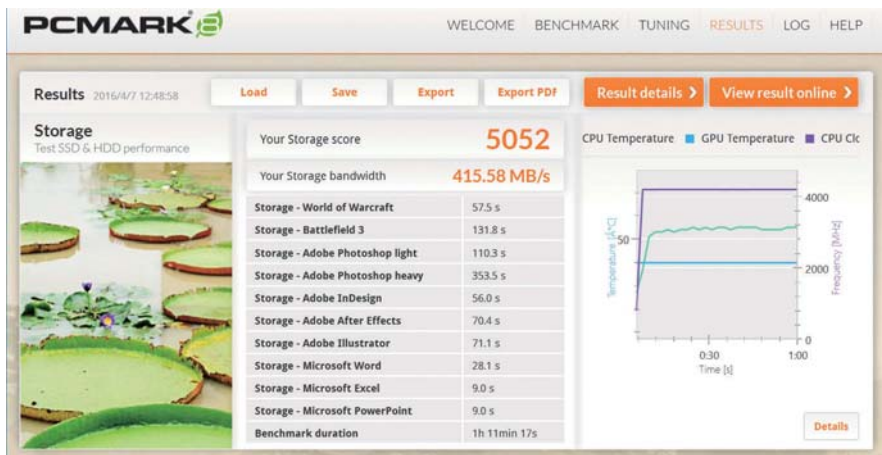 PCMARK 8
WELCOME BENCHMARK TUNING RESULTS LOG HELP
Results 2016/4/7 12:48:58 Load Save Export Export PDF Result details View result online
Storage
Test SSD & HDD performance
Your Storage score 5052
Your Storage bandwidth 415.58 MB/s
Storage - World of Warcraft 57.5 s
Storage - Battlefield 3 131.8 s
Storage - Adobe Photoshop light 110.3 s
Storage - Adobe Photoshop heavy 353.5 s
Storage - Adobe InDesign 56.0 s
Storage - Adobe After Effects 70.4 s
Storage - Adobe Illustrator 71.1 s
Storage - Microsoft Word 28.1 s
Storage - Microsoft Excel 9.0 s
Storage - Microsoft PowerPoint 9.0 s
Benchmark duration 1h 11min 17s
CPU Temperature GPU Temperature CPU Clc
Temperature [Å°C]
50
4000
2000
0
Frequency [MHz]
0:30 1:00
Time [s]
Details